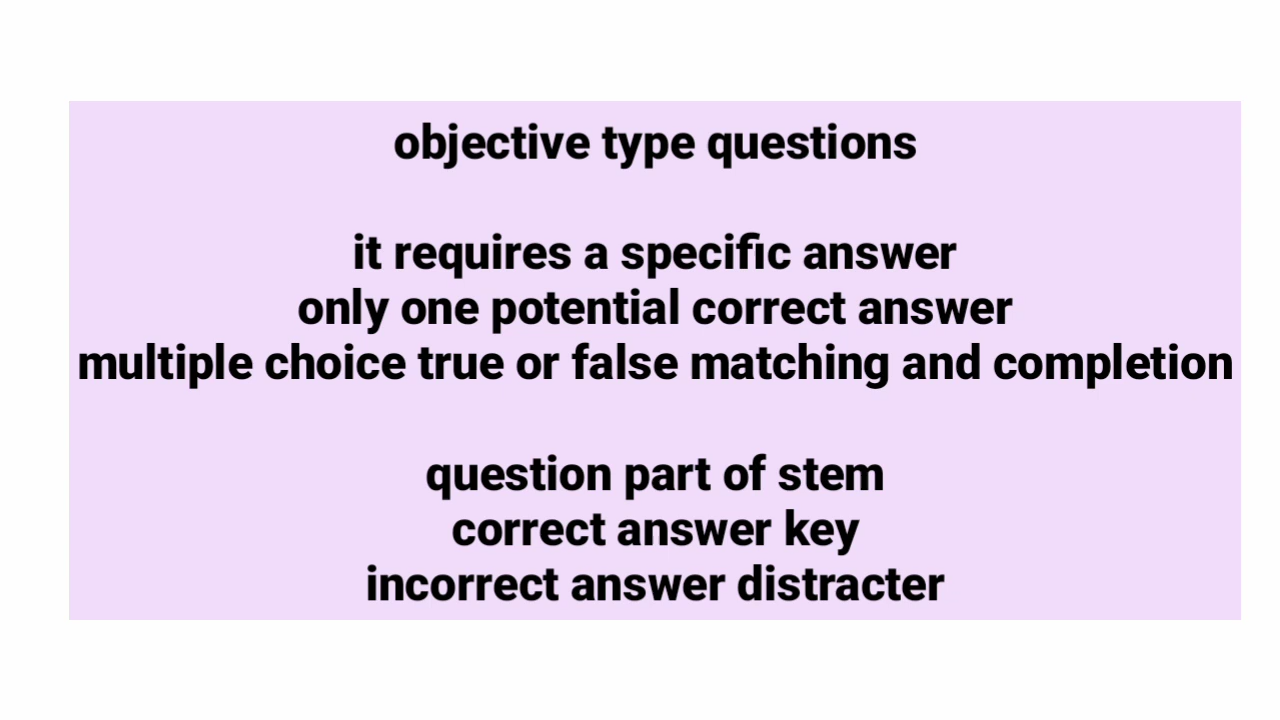 objective type questions
it requires a specific answer
only one potential correct answer
multiple choice true or false matching and completion
question part of stem
correct answer key
incorrect answer distracter